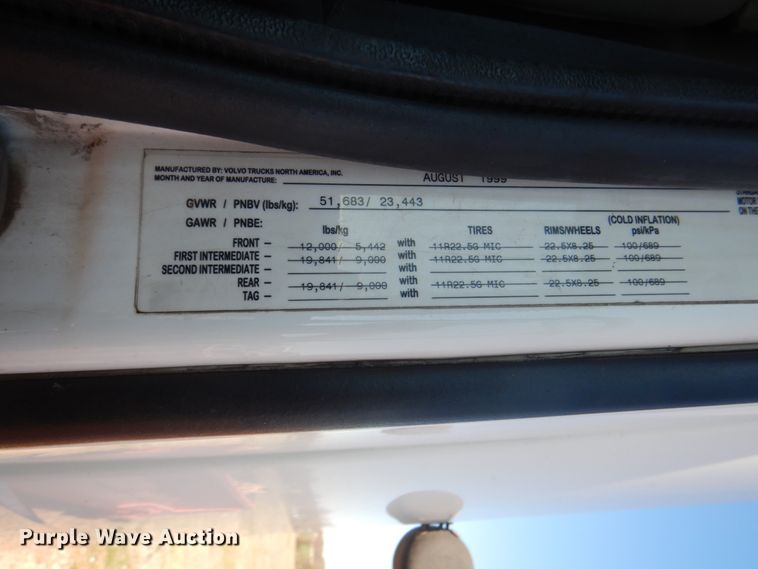 MANUFACTURED BY: VOLVO TRUCKS NORTH AMERICA, INC.
MONTH AND YEAR OF MANUFACTURE: AUGUST 1999
GVWR / PNBV (lbs/kg): 51,683/ 23,443
GAWR / PNBE:
(COLD INFLATION)
lbs/kg TIRES RIMS/WHEELS psi/kPa
FRONT – 12,000/ 5,442 with 11R22.5G MIC 22.5X8.25 100/689
FIRST INTERMEDIATE – 19,841/ 9,000 with 11R22.5G MIC 22.5X8.25 100/689
SECOND INTERMEDIATE – with
REAR – 19,841/ 9,000 with 11R22.5G MIC 22.5X8.25 100/689
TAG – with
MOTOR
ON THE
Purple Wave Auction